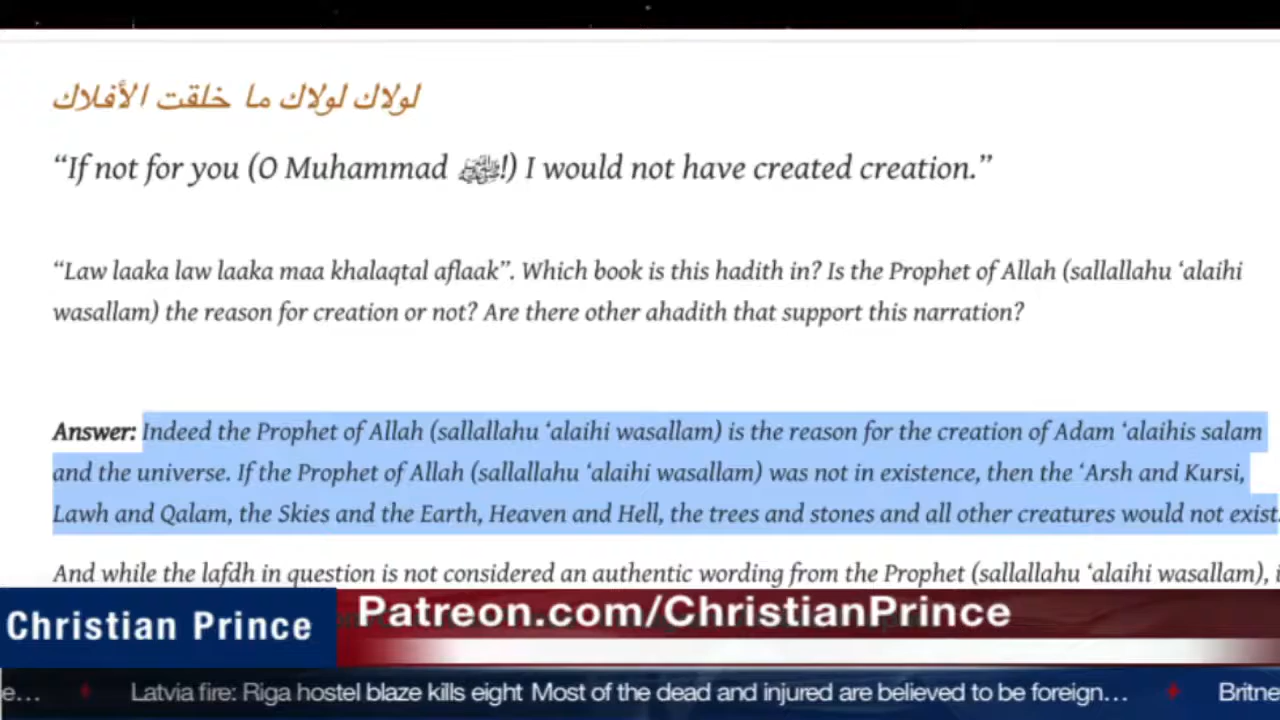 لولاك لولاك ما خلقت الأفلاك
“If not for you (O Muhammad ﷺ!) I would not have created creation.”
“Law laaka law laaka maa khalaqtal aflaak”. Which book is this hadith in? Is the Prophet of Allah (sallallahu ‘alaihi
wasallam) the reason for creation or not? Are there other ahadith that support this narration?
Answer: Indeed the Prophet of Allah (sallallahu ‘alaihi wasallam) is the reason for the creation of Adam ‘alaihis salam
and the universe. If the Prophet of Allah (sallallahu ‘alaihi wasallam) was not in existence, then the ‘Arsh and Kursi,
Lawh and Qalam, the Skies and the Earth, Heaven and Hell, the trees and stones and all other creatures would not exist.
And while the lafdh in question is not considered an authentic wording from the Prophet (sallallahu ‘alaihi wasallam),
Christian Prince
Patreon.com/ChristianPrince
e… Latvia fire: Riga hostel blaze kills eight Most of the dead and injured are believed to be foreign… Britne